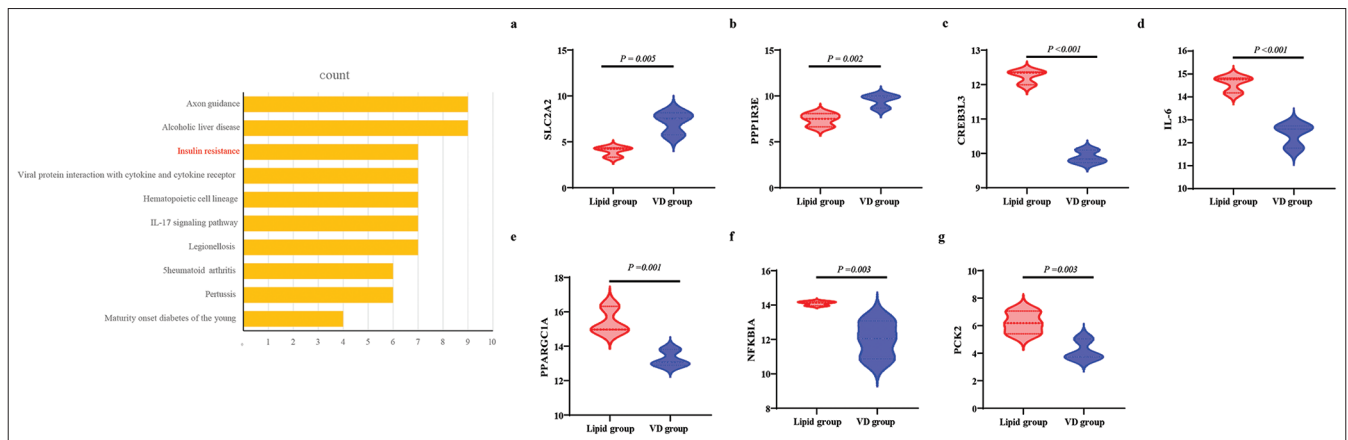 count
Axon guidance
Alcoholic liver disease
Insulin resistance
Viral protein interaction with cytokine and cytokine receptor
Hematopoietic cell lineage
IL-17 signaling pathway
Legionellosis
5heumatoid arthritis
Pertussis
Maturity onset diabetes of the young
1 2 3 4 5 6 7 8 9 10
a
P = 0.005
SLC2A2
15
10
5
0
Lipid group VD group
b
P = 0.002
PPP1R3E
15
10
5
0
Lipid group VD group
c
P <0.001
CREB3L3
13
12
11
10
9
Lipid group VD group
d
P <0.001
IL-6
16
15
14
13
12
11
10
Lipid group VD group
e
P =0.001
PPARGC1A
18
16
14
12
10
Lipid group VD group
f
P =0.003
NFKBIA
16
14
12
10
8
Lipid group VD group
g
P =0.003
PCK2
10
8
6
4
2
0
Lipid group VD group